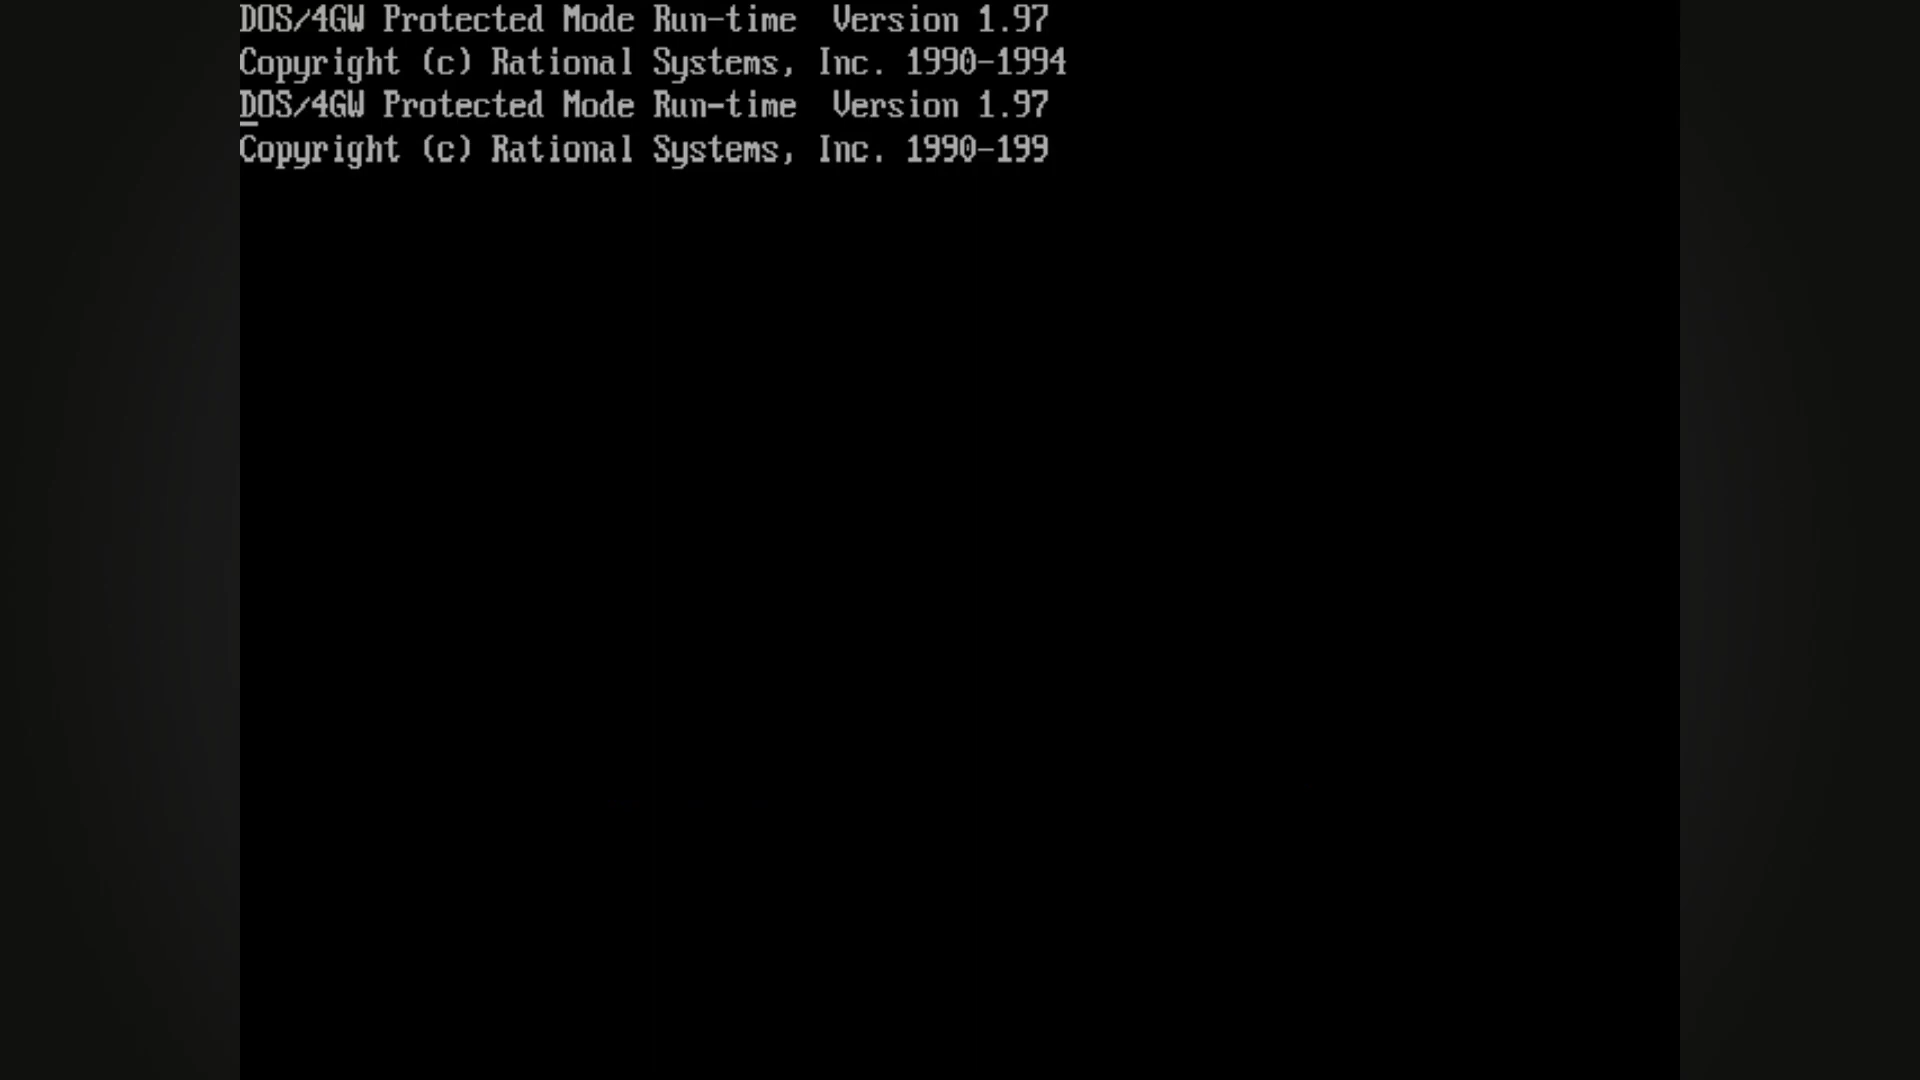 DOS/4GW Protected Mode Run-time  Version 1.97
Copyright (c) Rational Systems, Inc. 1990-1994
DOS/4GW Protected Mode Run-time  Version 1.97
Copyright (c) Rational Systems, Inc. 1990-199